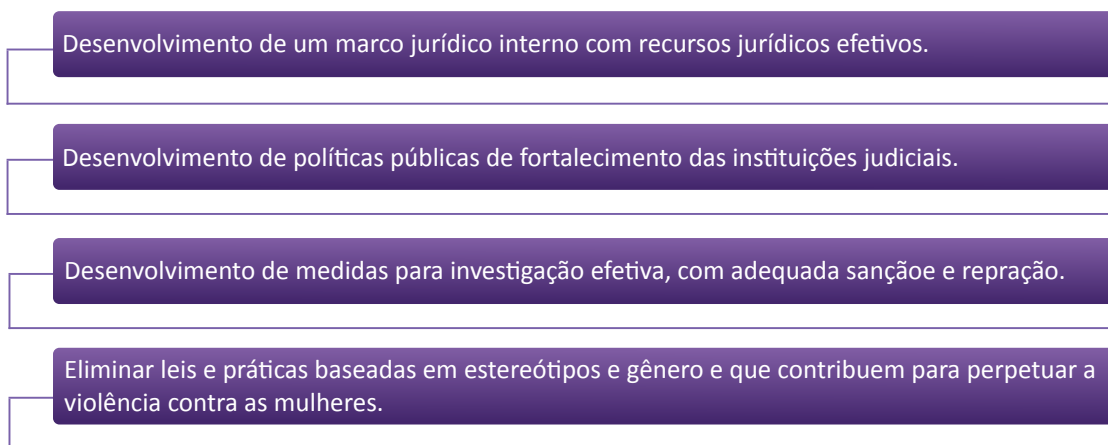 Desenvolvimento de um marco jurídico interno com recursos jurídicos efetivos.
Desenvolvimento de políticas públicas de fortalecimento das instituições judiciais.
Desenvolvimento de medidas para investigação efetiva, com adequada sançãoe e repração.
Eliminar leis e práticas baseadas em estereótipos e gênero e que contribuem para perpetuar a
violência contra as mulheres.